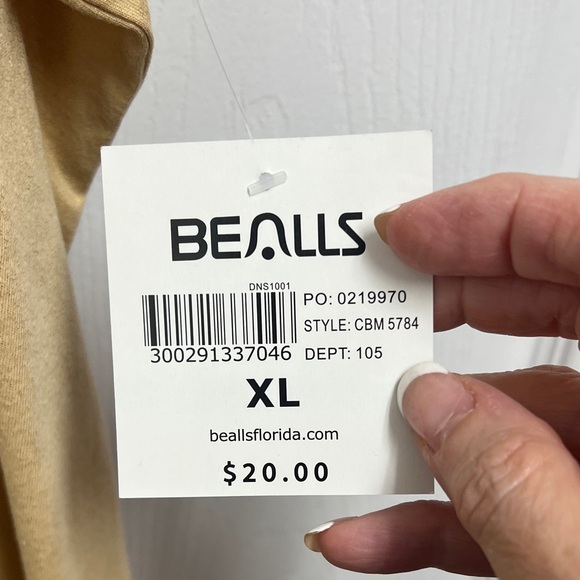 BEALLS
DNS1001
PO: 0219970
STYLE: CBM 5784
300291337046
DEPT: 105
XL
beallsflorida.com
$20.00